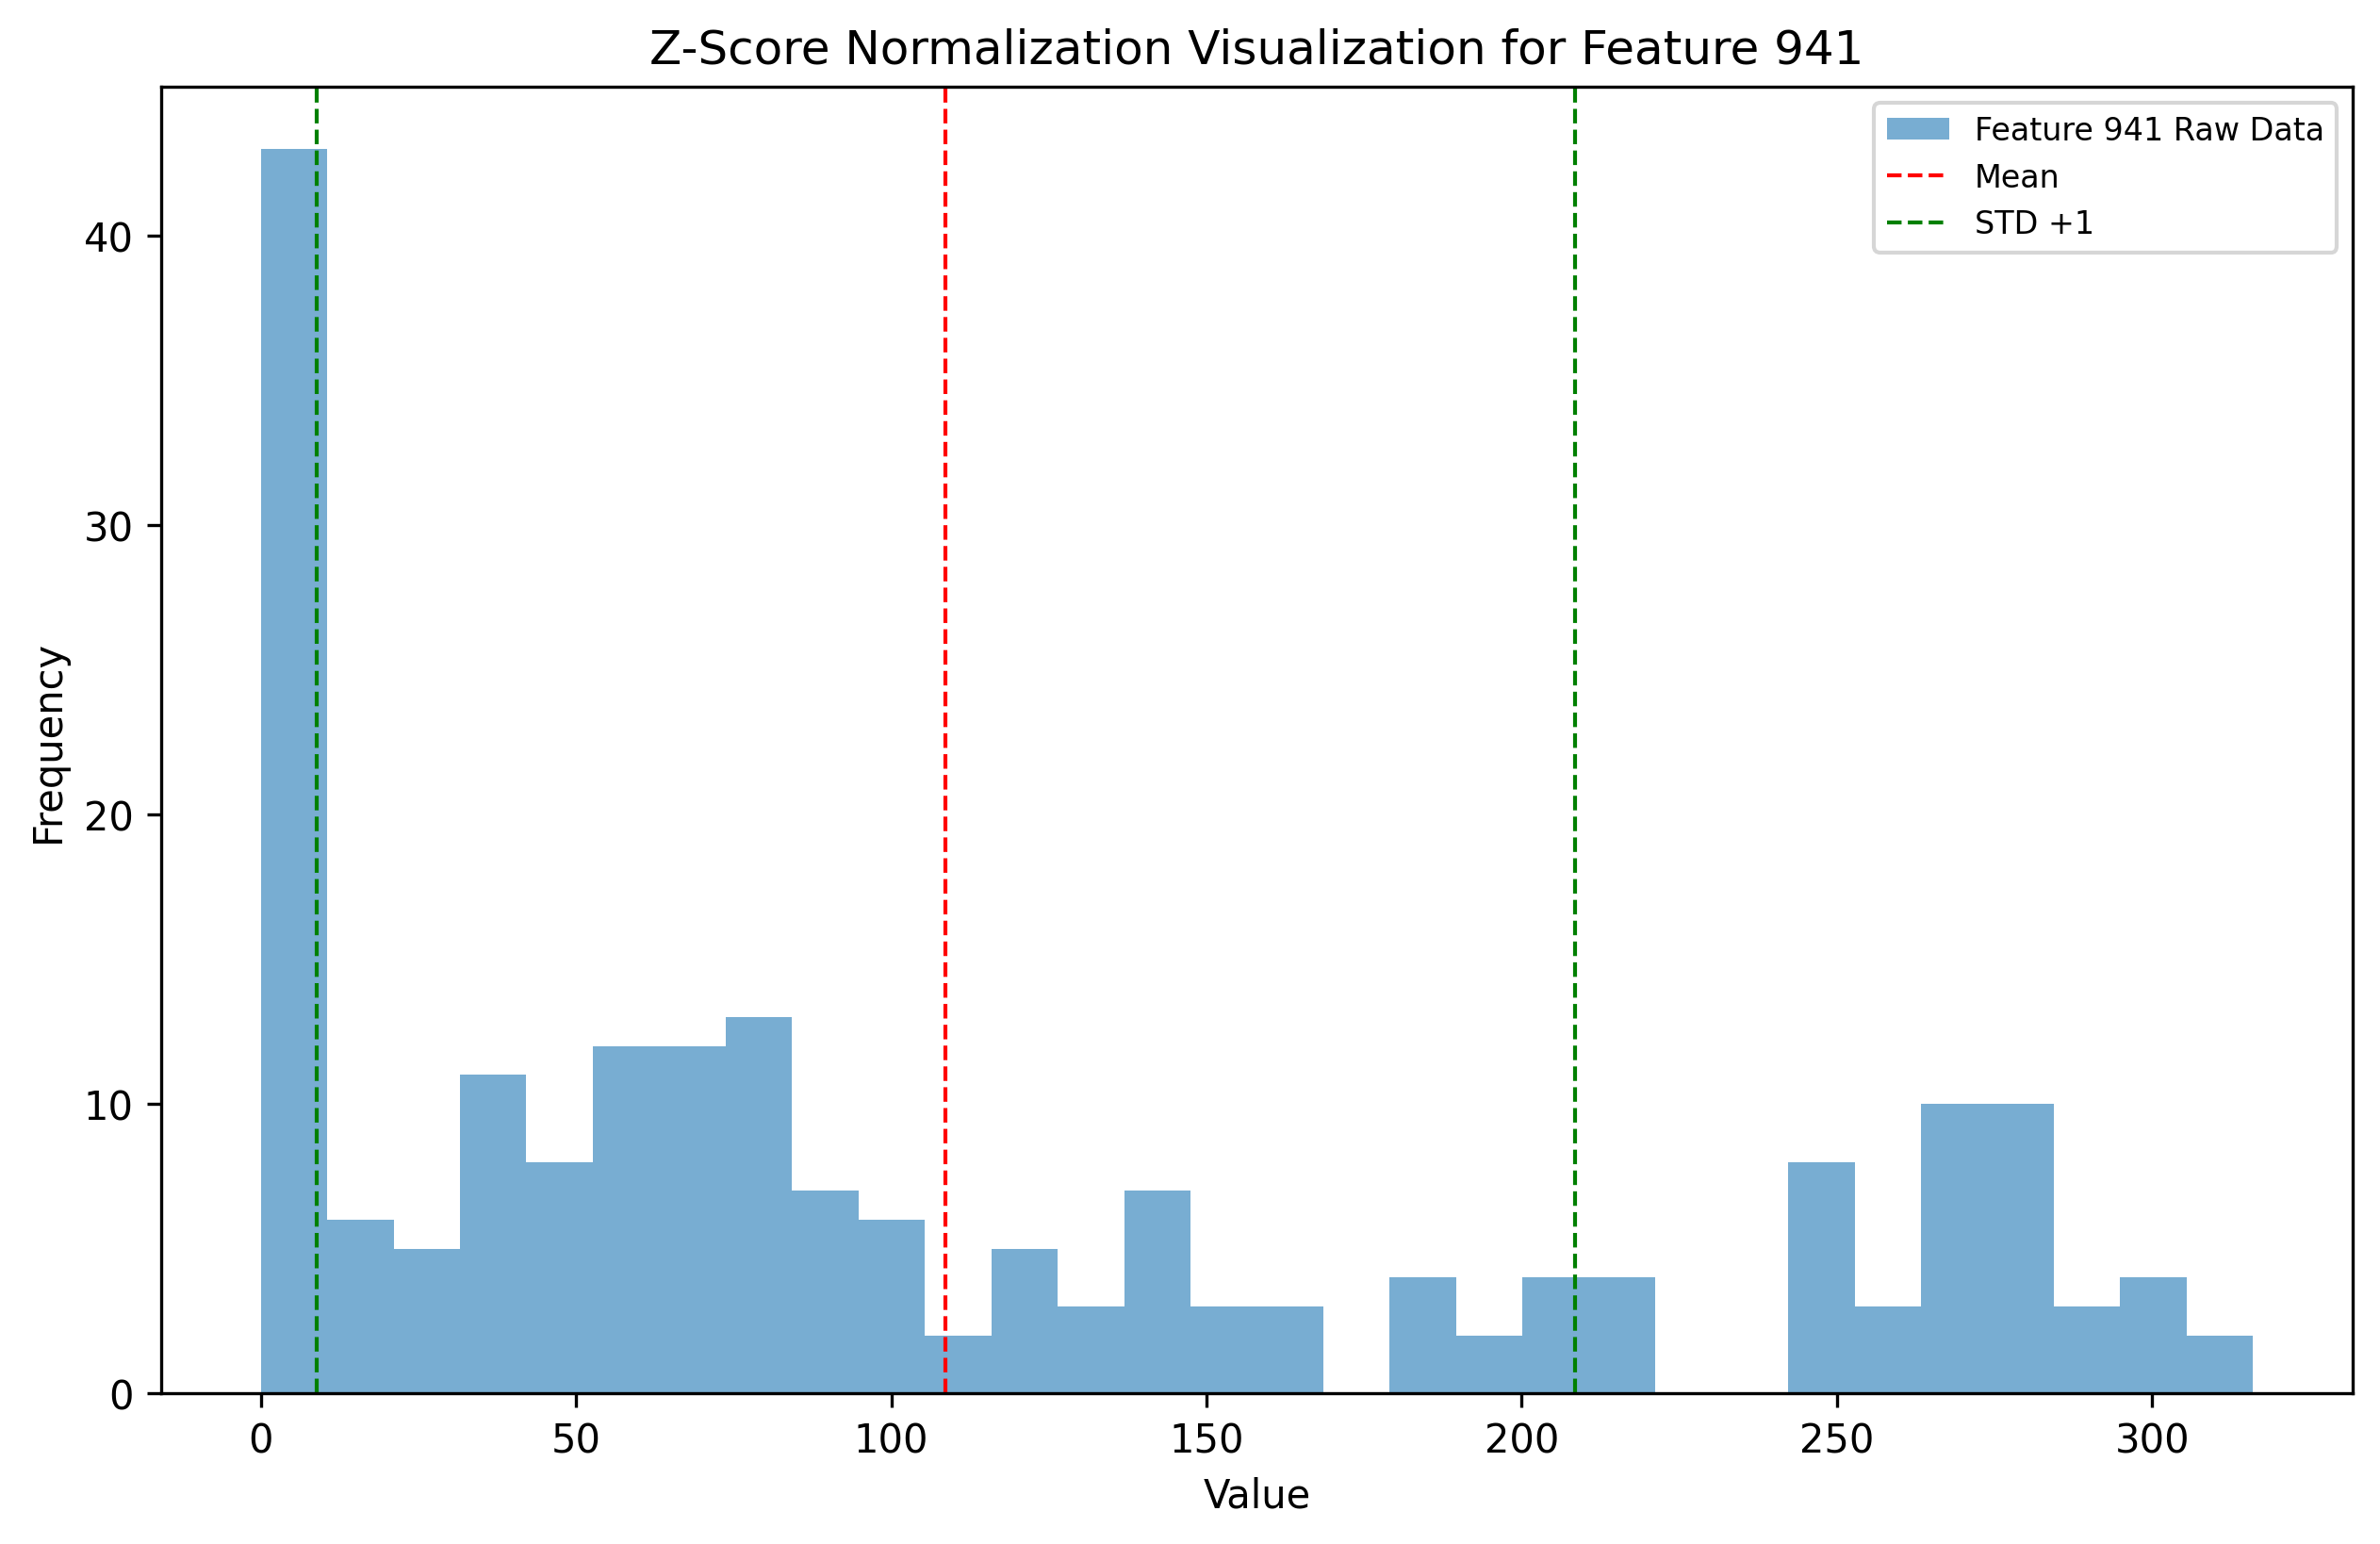 Z-Score Normalization Visualization for Feature 941
Feature 941 Raw Data
Mean
STD +1
Frequency
40
30
20
10
0
0 50 100 150 200 250 300
Value